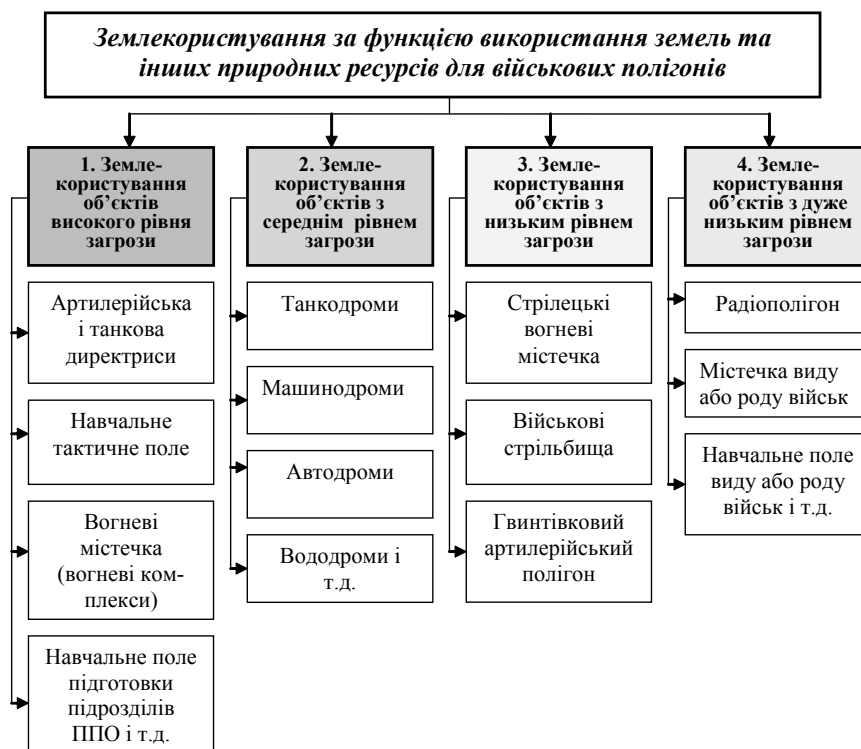 Землекористування за функцією використання земель та
інших природних ресурсів для військових полігонів
1. Земле-
користування
об’єктів
високого рівня
загрози
Артилерійська
і танкова
директриси
Навчальне
тактичне поле
Вогневі
містечка
(вогневі ком-
плекси)
Навчальне поле
підготовки
підрозділів
ППО і т.д.
2. Земле-
користування
об’єктів з
середнім рівнем
загрози
Танкодроми
Машинодроми
Автодроми
Вододроми і
т.д.
3. Земле-
користування
об’єктів з
низьким рівнем
загрози
Стрілецькі
вогневі
містечка
Військові
стрільбища
Гвинтівковий
артилерійський
полігон
4. Земле-
користування
об’єктів з дуже
низьким рівнем
загрози
Радіополігон
Містечка виду
або роду військ
Навчальне поле
виду або роду
військ і т.д.